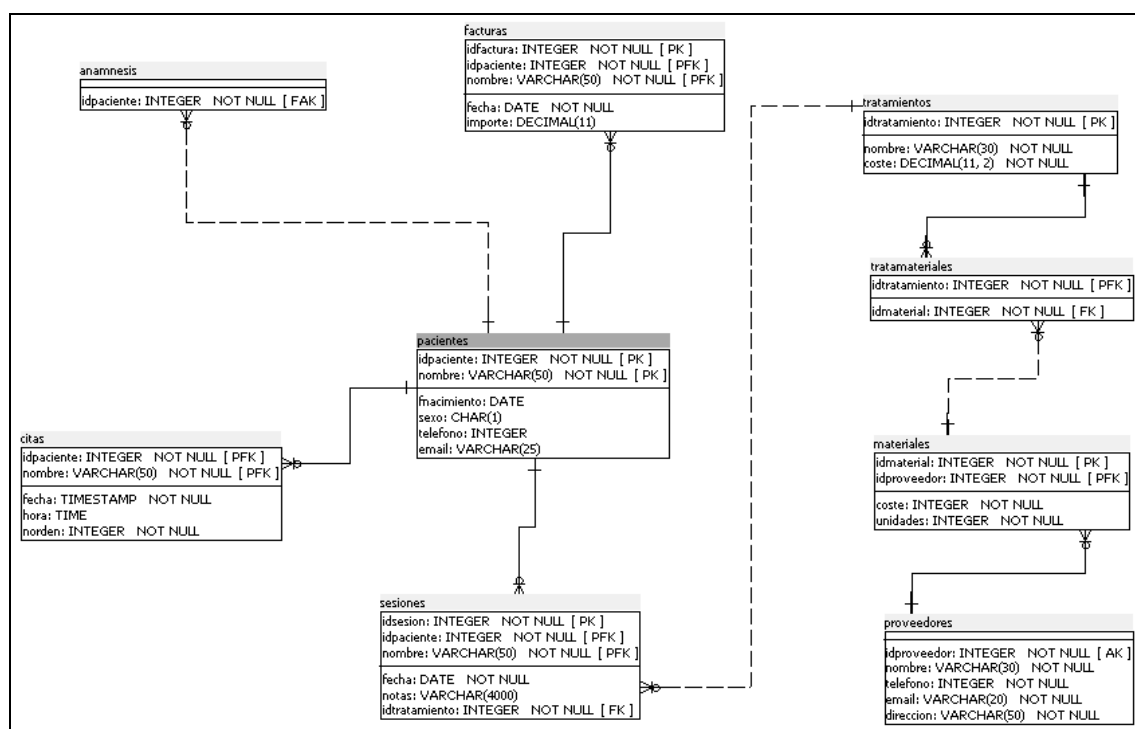 facturas
idfactura: INTEGER NOT NULL [ PK ]
idpaciente: INTEGER NOT NULL [ PFK ]
nombre: VARCHAR(50) NOT NULL [ PFK ]
fecha: DATE NOT NULL
importe: DECIMAL(11)
anamnesis
idpaciente: INTEGER NOT NULL [ FAK ]
tratamientos
idtratamiento: INTEGER NOT NULL [ PK ]
nombre: VARCHAR(30) NOT NULL
coste: DECIMAL(11, 2) NOT NULL
tratamateriales
idtratamiento: INTEGER NOT NULL [ PFK ]
idmaterial: INTEGER NOT NULL [ FK ]
pacientes
idpaciente: INTEGER NOT NULL [ PK ]
nombre: VARCHAR(50) NOT NULL [ PK ]
fnacimiento: DATE
sexo: CHAR(1)
telefono: INTEGER
email: VARCHAR(25)
citas
idpaciente: INTEGER NOT NULL [ PFK ]
nombre: VARCHAR(50) NOT NULL [ PFK ]
fecha: TIMESTAMP NOT NULL
hora: TIME
norden: INTEGER NOT NULL
materiales
idmaterial: INTEGER NOT NULL [ PK ]
idproveedor: INTEGER NOT NULL [ PFK ]
coste: INTEGER NOT NULL
unidades: INTEGER NOT NULL
sesiones
idsesion: INTEGER NOT NULL [ PK ]
idpaciente: INTEGER NOT NULL [ PFK ]
nombre: VARCHAR(50) NOT NULL [ PFK ]
fecha: DATE NOT NULL
notas: VARCHAR(4000)
idtratamiento: INTEGER NOT NULL [ FK ]
proveedores
idproveedor: INTEGER NOT NULL [ AK ]
nombre: VARCHAR(30) NOT NULL
telefono: INTEGER NOT NULL
email: VARCHAR(20) NOT NULL
direccion: VARCHAR(50) NOT NULL